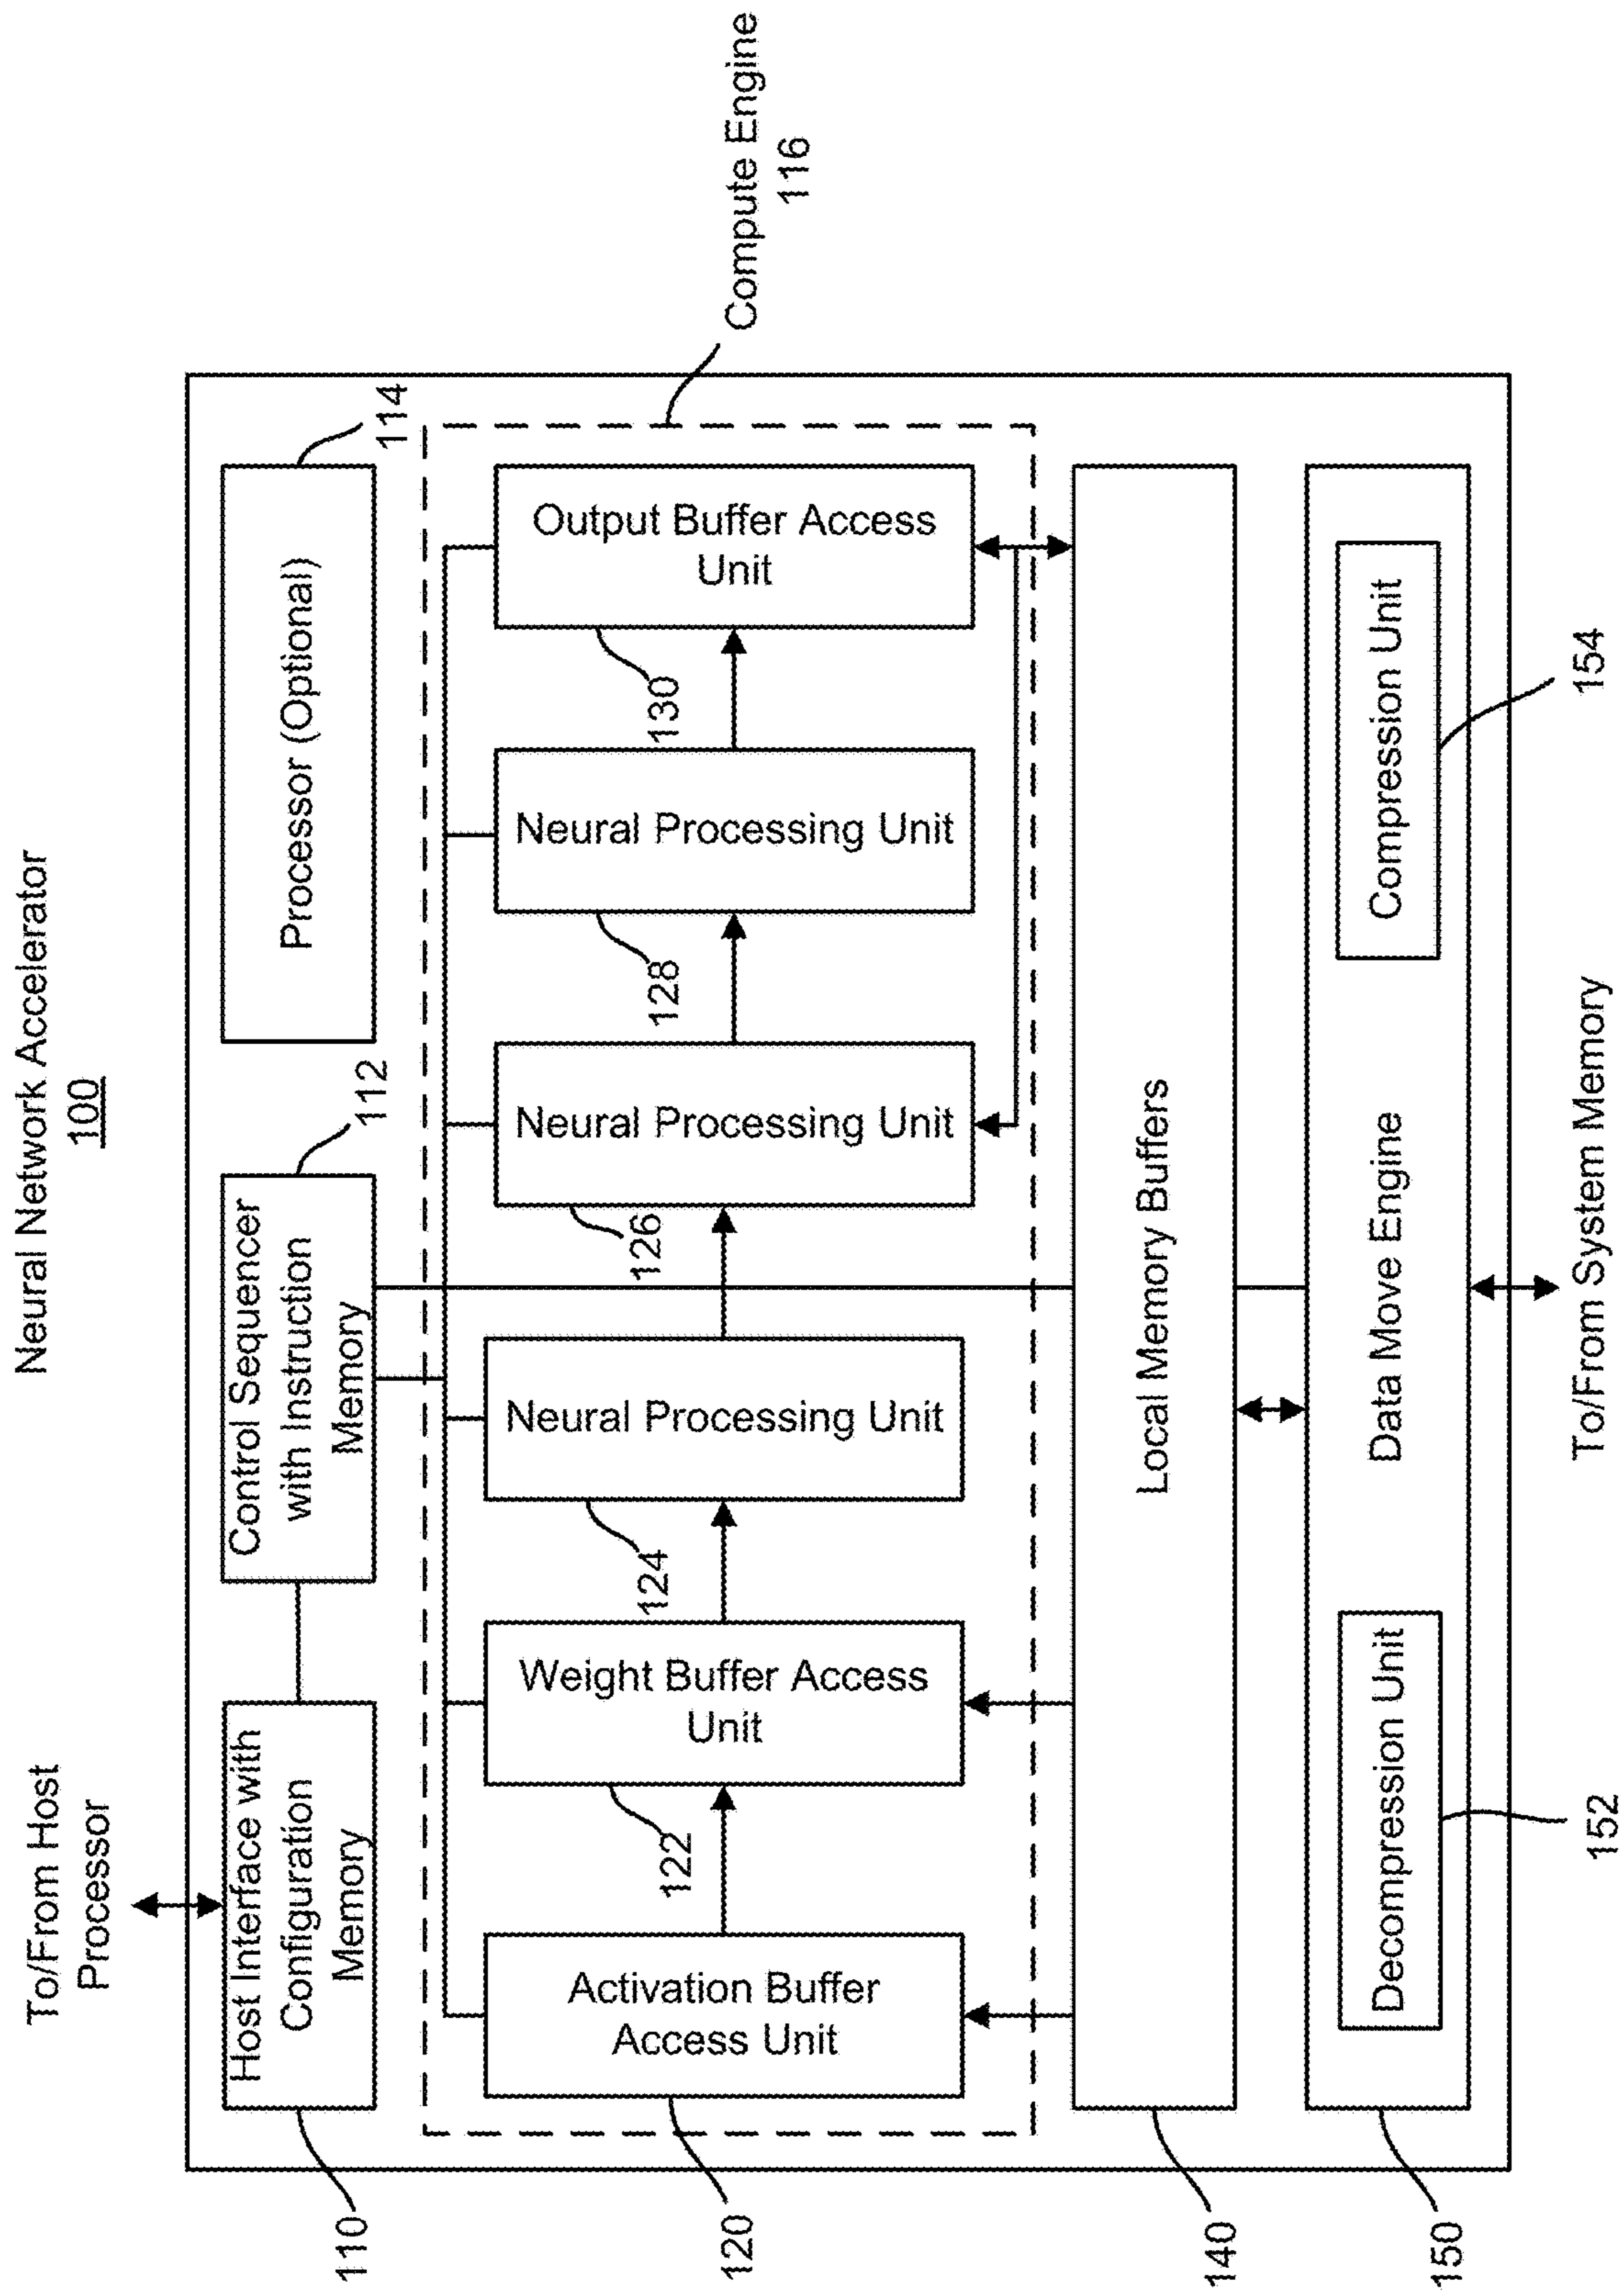 Neural Network Accelerator
100
To/From Host
Processor
Host Interface with
Configuration
Memory
110
Control Sequencer
with Instruction
Memory
112
Processor (Optional)
114
Compute Engine
116
Activation Buffer
Access Unit
120
Weight Buffer Access
Unit
122
Neural Processing Unit
124
Neural Processing Unit
126
Neural Processing Unit
128
Output Buffer Access
Unit
130
Local Memory Buffers
140
Data Move Engine
150
Decompression Unit
152
Compression Unit
154
To/From System Memory